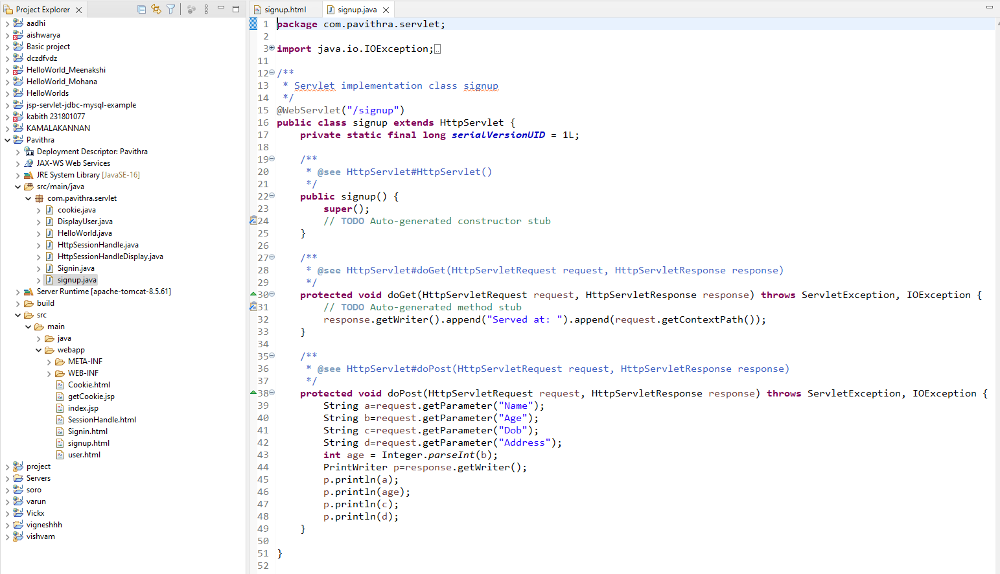 Project Explorer
aadhi
aishwarya
Basic project
dczdfvdz
HelloWorld_Meenakshi
HelloWorld_Mohana
HelloWorlds
jsp-servlet-jdbc-mysql-example
kabith 231801077
KAMALAKANNAN
Pavithra
Deployment Descriptor: Pavithra
JAX-WS Web Services
JRE System Library [JavaSE-16]
src/main/java
com.pavithra.servlet
cookie.java
DisplayUser.java
HelloWorld.java
HttpSessionHandle.java
HttpSessionHandleDisplay.java
Signin.java
signup.java
Server Runtime [apache-tomcat-8.5.61]
build
src
main
java
webapp
META-INF
WEB-INF
Cookie.html
getCookie.jsp
index.jsp
SessionHandle.html
Signin.html
signup.html
user.html
project
Servers
soro
varun
Vickx
vigneshhh
vishvam
signup.html signup.java
1 package com.pavithra.servlet;
2
3 import java.io.IOException;
11
12 /**
13 * Servlet implementation class signup
14 */
15 @WebServlet("/signup")
16 public class signup extends HttpServlet {
17 private static final long serialVersionUID = 1L;
18
19 /**
20 * @see HttpServlet#HttpServlet()
21 */
22 public signup() {
23 super();
24 // TODO Auto-generated constructor stub
25 }
26
27 /**
28 * @see HttpServlet#doGet(HttpServletRequest request, HttpServletResponse response)
29 */
30 protected void doGet(HttpServletRequest request, HttpServletResponse response) throws ServletException, IOException {
31 // TODO Auto-generated method stub
32 response.getWriter().append("Served at: ").append(request.getContextPath());
33 }
34
35 /**
36 * @see HttpServlet#doPost(HttpServletRequest request, HttpServletResponse response)
37 */
38 protected void doPost(HttpServletRequest request, HttpServletResponse response) throws ServletException, IOException {
39 String a=request.getParameter("Name");
40 String b=request.getParameter("Age");
41 String c=request.getParameter("Dob");
42 String d=request.getParameter("Address");
43 int age = Integer.parseInt(b);
44 PrintWriter p=response.getWriter();
45 p.println(a);
46 p.println(age);
47 p.println(c);
48 p.println(d);
49 }
50
51 }
52